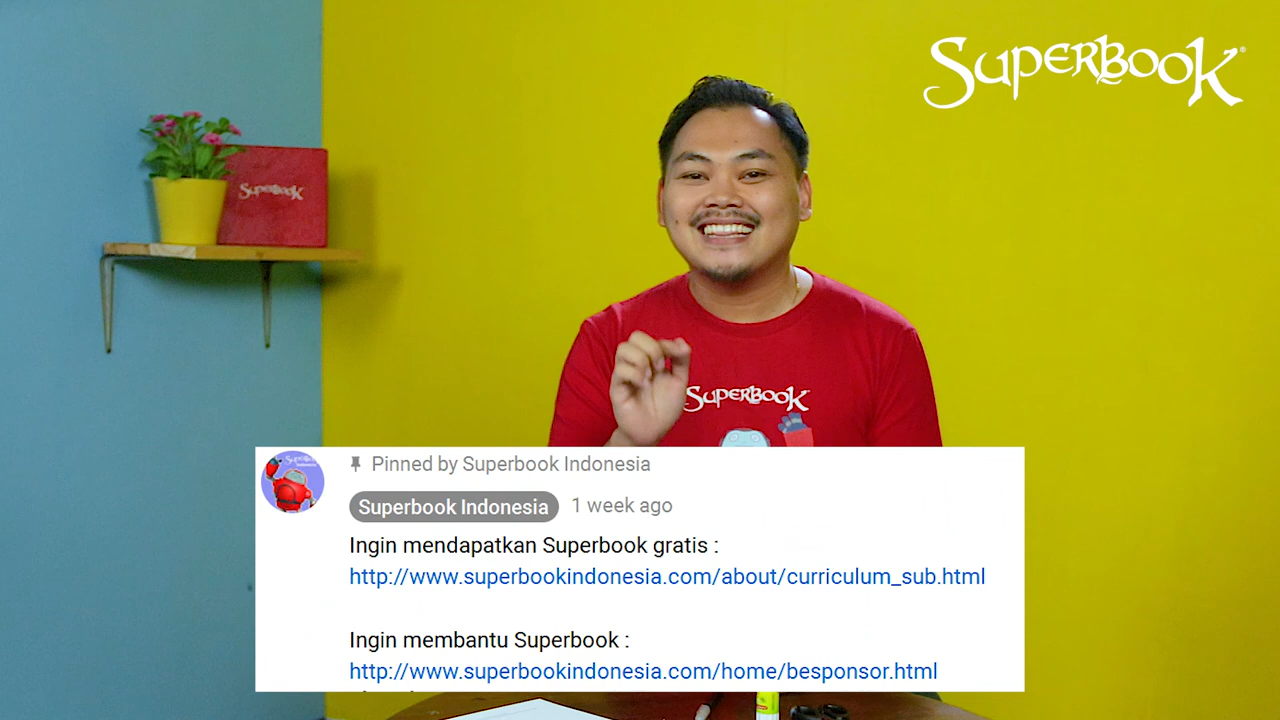 SUPERBOOK
SUPERBOOK
SUPERBOOK
Pinned by Superbook Indonesia
Superbook Indonesia 1 week ago
Ingin mendapatkan Superbook gratis :
http://www.superbookindonesia.com/about/curriculum_sub.html
Ingin membantu Superbook :
http://www.superbookindonesia.com/home/besponsor.html